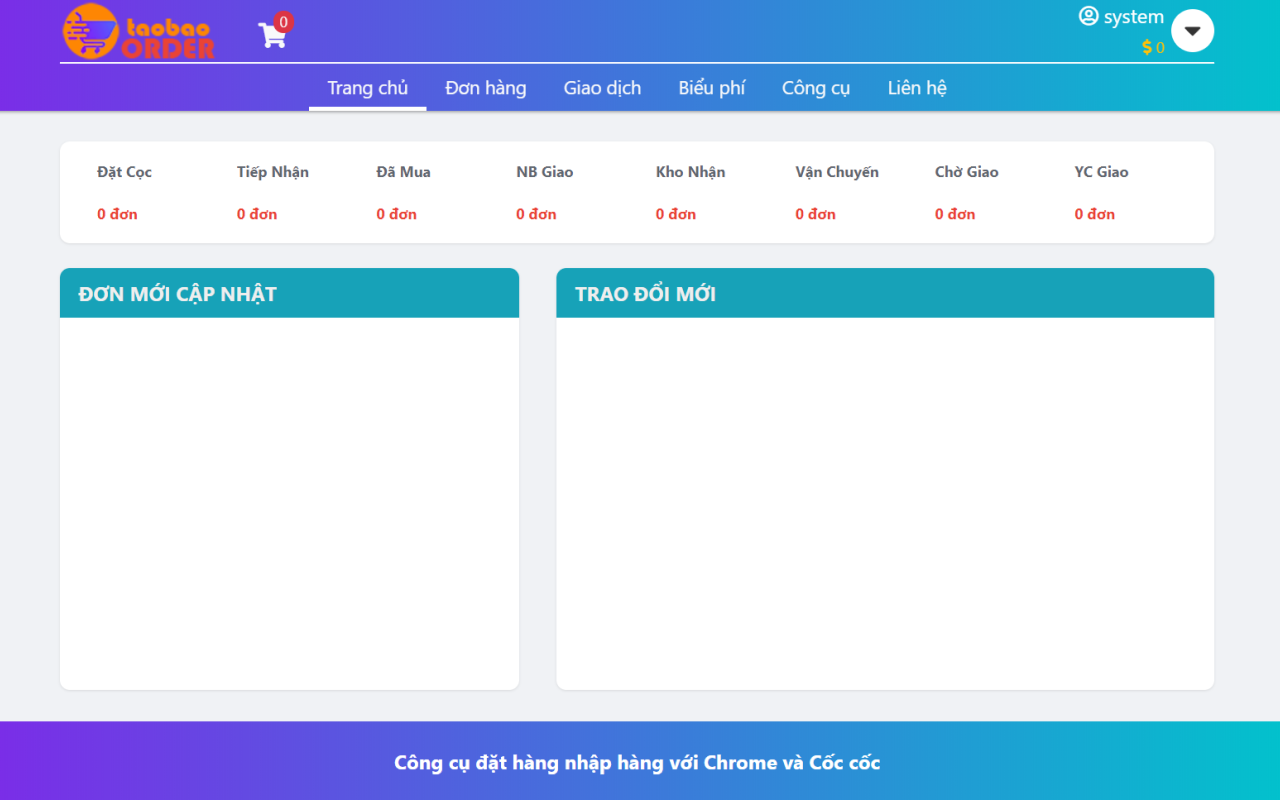 taobao
ORDER
0
system
$ 0
Trang chủ Đơn hàng Giao dịch Biểu phí Công cụ Liên hệ
Đặt Cọc Tiếp Nhận Đã Mua NB Giao Kho Nhận Vận Chuyển Chờ Giao YC Giao
0 đơn 0 đơn 0 đơn 0 đơn 0 đơn 0 đơn 0 đơn 0 đơn
ĐƠN MỚI CẬP NHẬT
TRAO ĐỔI MỚI
Công cụ đặt hàng nhập hàng với Chrome và Cốc cốc